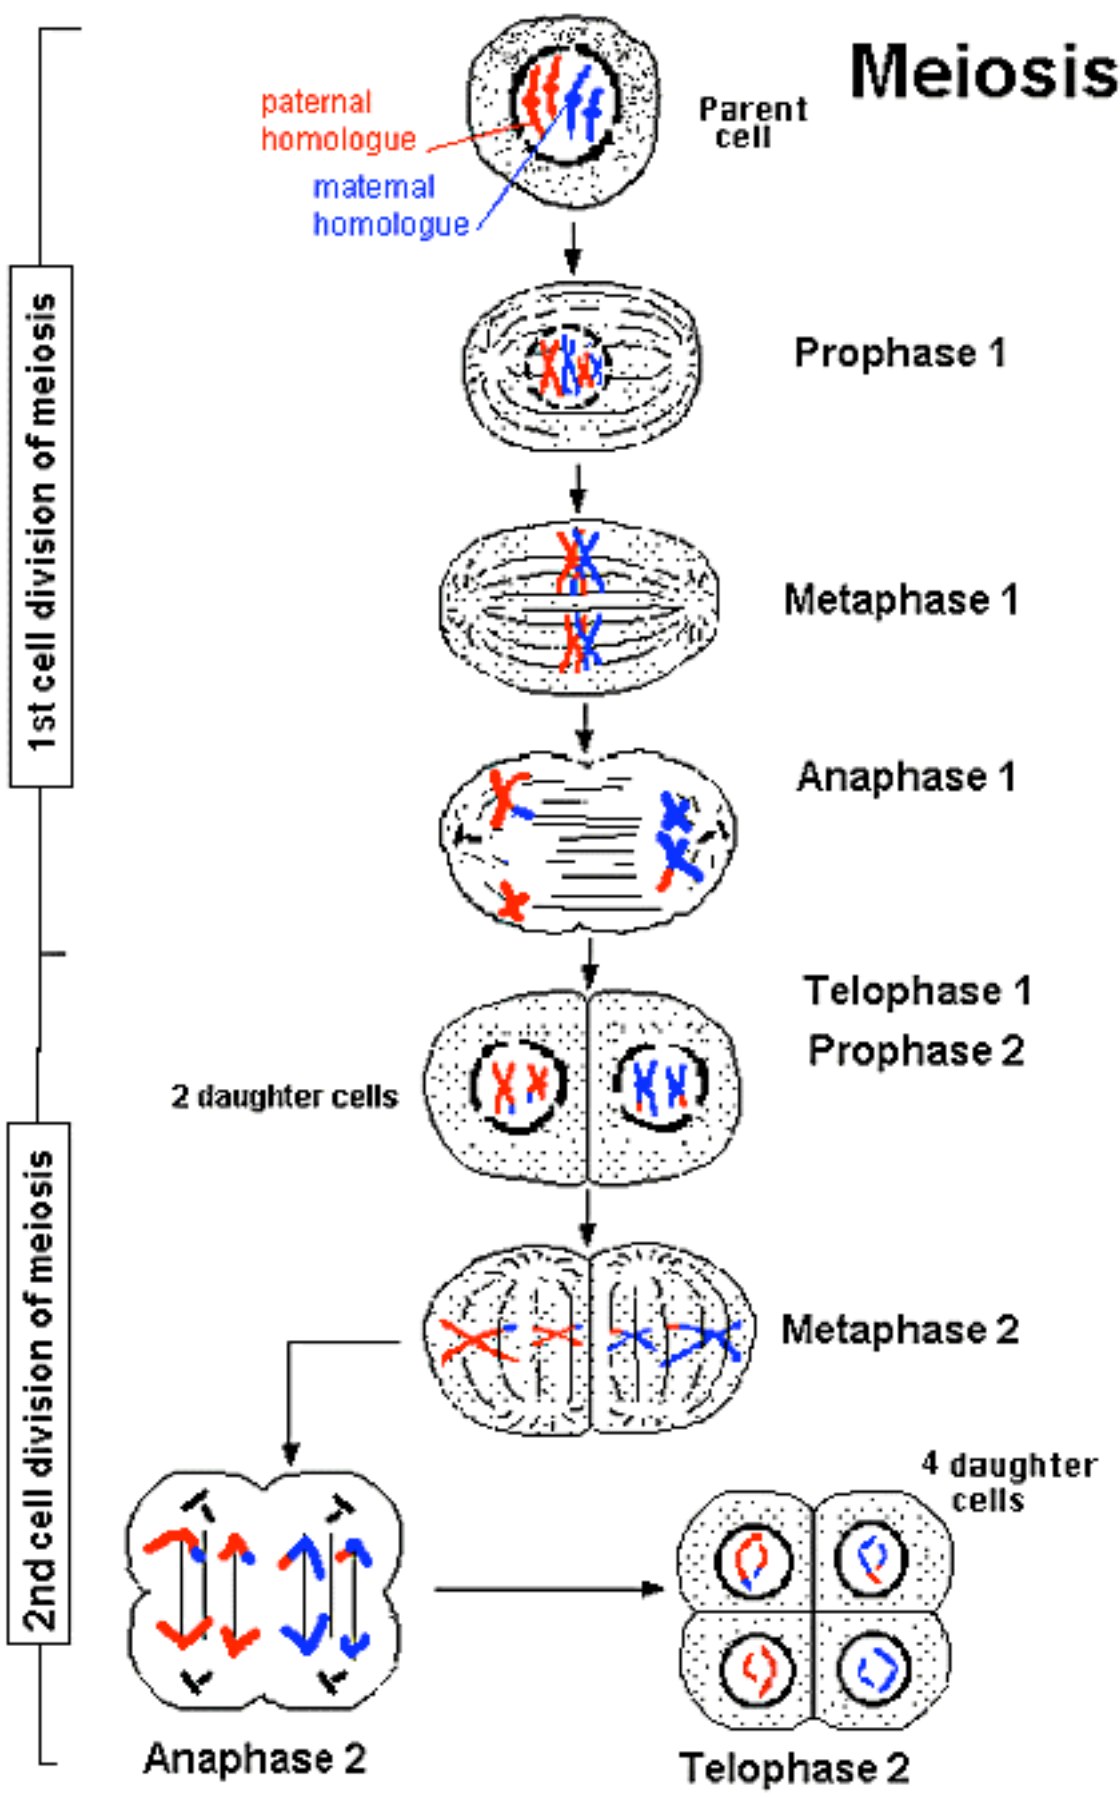 Meiosis
paternal
homologue
maternal
homologue
Parent
cell
1st cell division of meiosis
Prophase 1
Metaphase 1
Anaphase 1
Telophase 1
Prophase 2
2 daughter cells
2nd cell division of meiosis
Metaphase 2
4 daughter
cells
Anaphase 2
Telophase 2